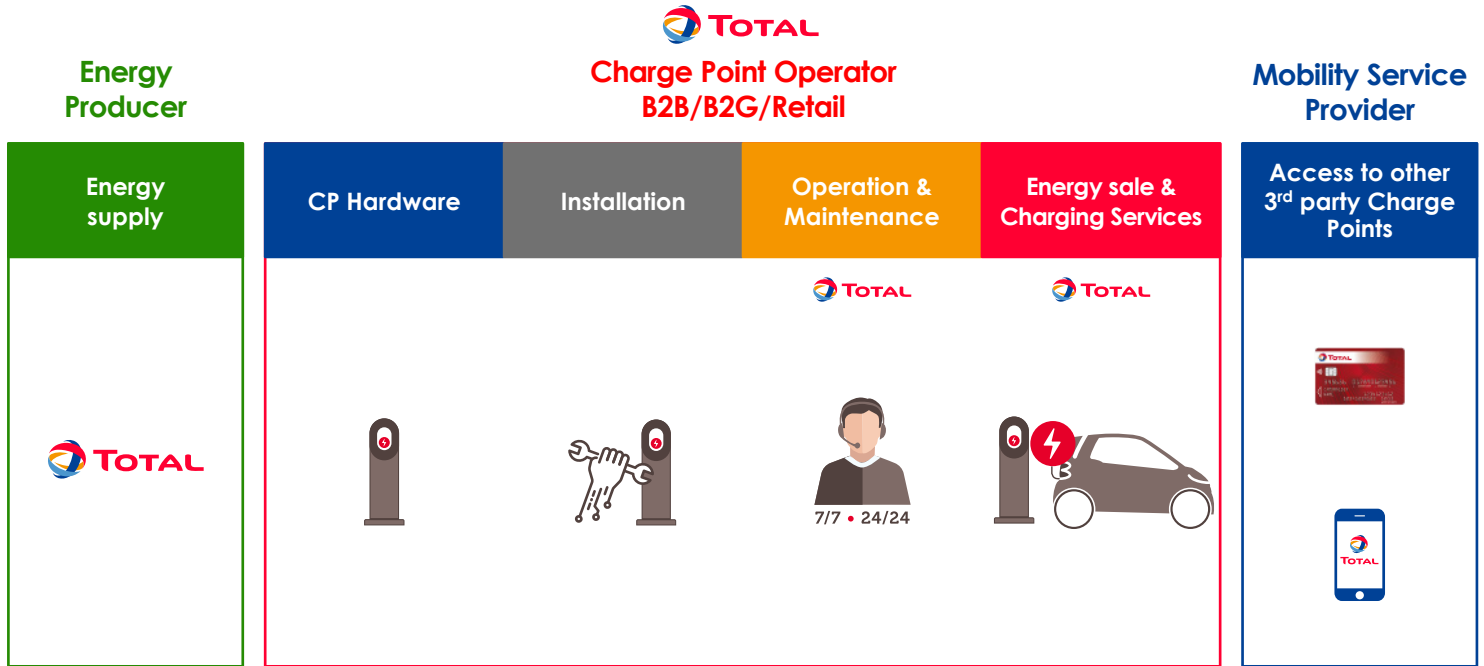 TOTAL
Energy
Producer
Charge Point Operator
B2B/B2G/Retail
Mobility Service
Provider
Energy
supply
CP Hardware
Installation
Operation &
Maintenance
Energy sale &
Charging Services
Access to other
3rd party Charge
Points
TOTAL
TOTAL
TOTAL
TOTAL
7/7 • 24/24
TOTAL